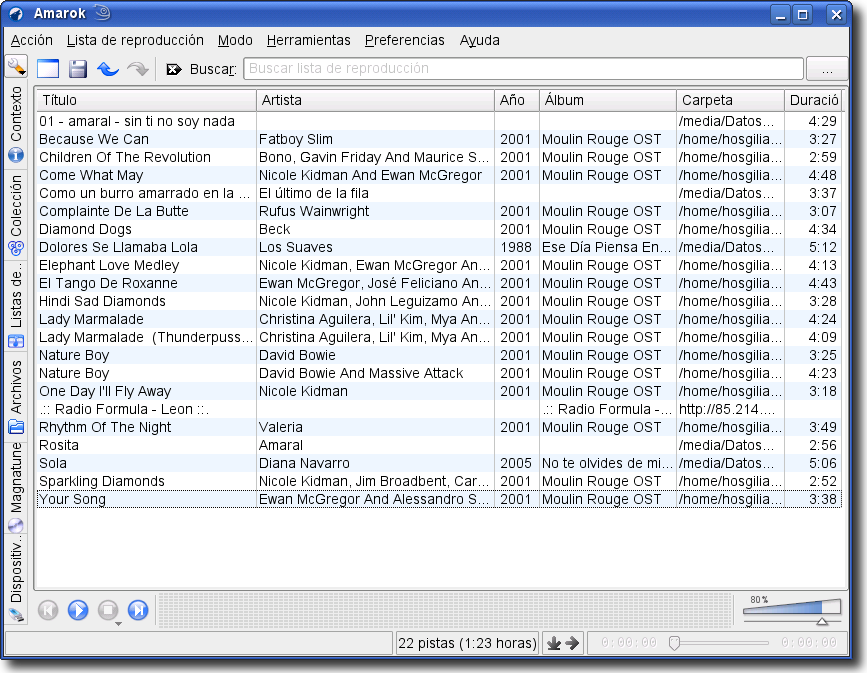 Amarok
Acción Lista de reproducción Modo Herramientas Preferencias Ayuda
Buscar: Buscar lista de reproducción ...
Contexto
Colección
Listas de..
Archivos
Magnatune
Dispositiv..
Título Artista Año Álbum Carpeta Duració
01 - amaral - sin ti no soy nada /media/Datos... 4:29
Because We Can Fatboy Slim 2001 Moulin Rouge OST /home/hosgilia... 3:27
Children Of The Revolution Bono, Gavin Friday And Maurice S... 2001 Moulin Rouge OST /home/hosgilia... 2:59
Come What May Nicole Kidman And Ewan McGregor 2001 Moulin Rouge OST /home/hosgilia... 4:48
Como un burro amarrado en la ... El último de la fila /media/Datos... 3:37
Complainte De La Butte Rufus Wainwright 2001 Moulin Rouge OST /home/hosgilia... 3:07
Diamond Dogs Beck 2001 Moulin Rouge OST /home/hosgilia... 4:34
Dolores Se Llamaba Lola Los Suaves 1988 Ese Día Piensa En... /media/Datos... 5:12
Elephant Love Medley Nicole Kidman, Ewan McGregor An... 2001 Moulin Rouge OST /home/hosgilia... 4:13
El Tango De Roxanne Ewan McGregor, José Feliciano An... 2001 Moulin Rouge OST /home/hosgilia... 4:43
Hindi Sad Diamonds Nicole Kidman, John Leguizamo An... 2001 Moulin Rouge OST /home/hosgilia... 3:28
Lady Marmalade Christina Aguilera, Lil' Kim, Mya An... 2001 Moulin Rouge OST /home/hosgilia... 4:24
Lady Marmalade  (Thunderpuss... Christina Aguilera, Lil' Kim, Mya An... 2001 Moulin Rouge OST /home/hosgilia... 4:09
Nature Boy David Bowie 2001 Moulin Rouge OST /home/hosgilia... 3:25
Nature Boy David Bowie And Massive Attack 2001 Moulin Rouge OST /home/hosgilia... 4:23
One Day I'll Fly Away Nicole Kidman 2001 Moulin Rouge OST /home/hosgilia... 3:18
.:: Radio Formula - Leon ::. .:: Radio Formula -... http://85.214....
Rhythm Of The Night Valeria 2001 Moulin Rouge OST /home/hosgilia... 3:49
Rosita Amaral /media/Datos... 2:56
Sola Diana Navarro 2005 No te olvides de mi... /media/Datos... 5:06
Sparkling Diamonds Nicole Kidman, Jim Broadbent, Car... 2001 Moulin Rouge OST /home/hosgilia... 2:52
Your Song Ewan McGregor And Alessandro S... 2001 Moulin Rouge OST /home/hosgilia... 3:38
80%
22 pistas (1:23 horas) 0:00:00 0:00:00